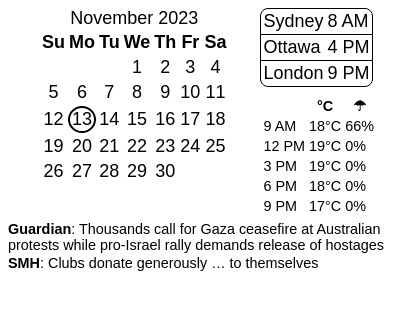 November 2023
Su Mo Tu We Th Fr Sa
1 2 3 4
5 6 7 8 9 10 11
12 13 14 15 16 17 18
19 20 21 22 23 24 25
26 27 28 29 30
Sydney 8 AM
Ottawa 4 PM
London 9 PM
°C ☂
9 AM 18°C 66%
12 PM 19°C 0%
3 PM 19°C 0%
6 PM 18°C 0%
9 PM 17°C 0%
Guardian: Thousands call for Gaza ceasefire at Australian
protests while pro-Israel rally demands release of hostages
SMH: Clubs donate generously … to themselves